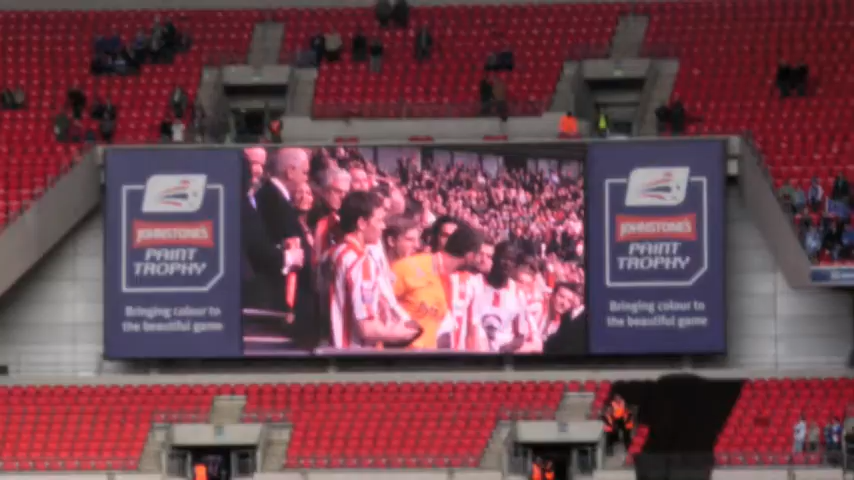 JOHNSTONE'S
PAINT
TROPHY
Bringing colour to
the beautiful game
JOHNSTONE'S
PAINT
TROPHY
Bringing colour to
the beautiful game